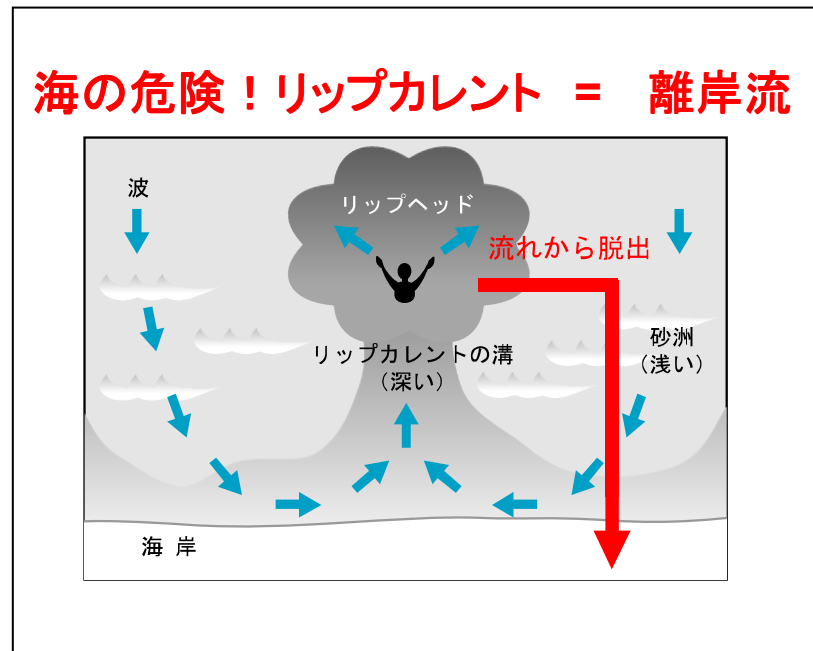 海の危険！リップカレント ＝ 離岸流
波
リップヘッド
流れから脱出
リップカレントの溝
（深い）
砂洲
（浅い）
海 岸